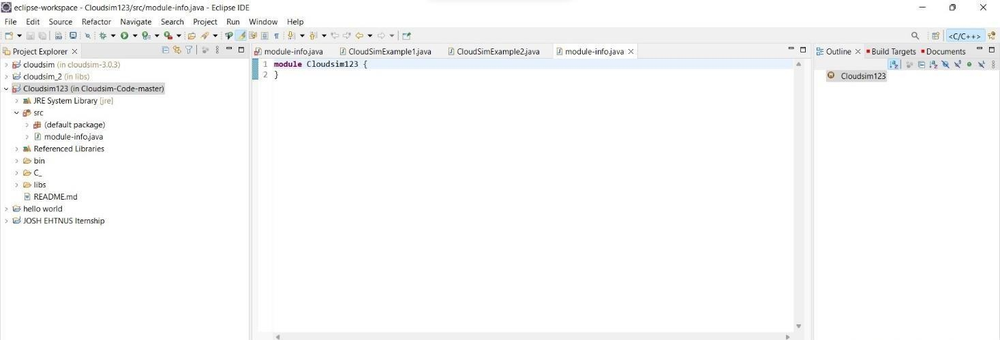 eclipse-workspace - Cloudsim123/src/module-info.java - Eclipse IDE
File Edit Source Refactor Navigate Search Project Run Window Help
<C/C++>
Project Explorer
module-info.java CloudSimExample1.java CloudSimExample2.java module-info.java
Outline Build Targets Documents
cloudsim (in cloudsim-3.0.3)
cloudsim_2 (in libs)
Cloudsim123 (in Cloudsim-Code-master)
JRE System Library [jre]
src
(default package)
module-info.java
Referenced Libraries
bin
C_
libs
README.md
hello world
JOSH EHTNUS Iternship
1 module Cloudsim123 {
2 }
Cloudsim123